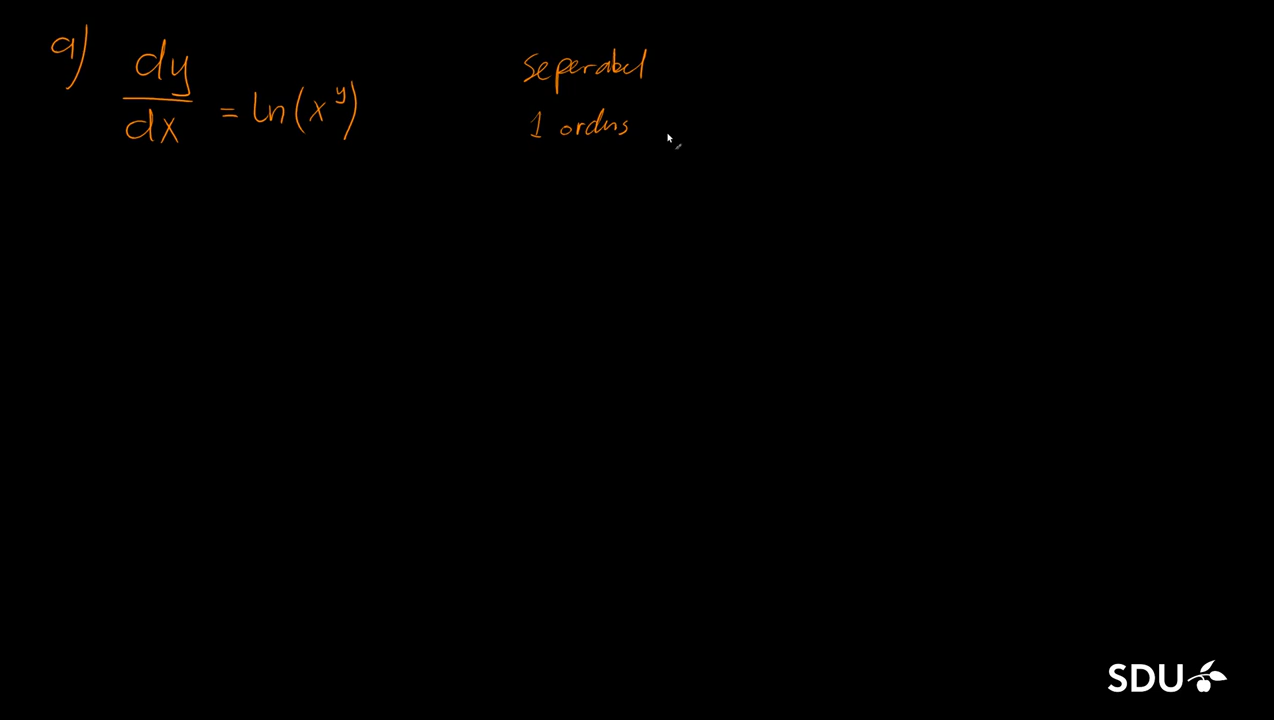 a) dy/dx = ln(x^y)
Seperabel
1 ordns
SDU